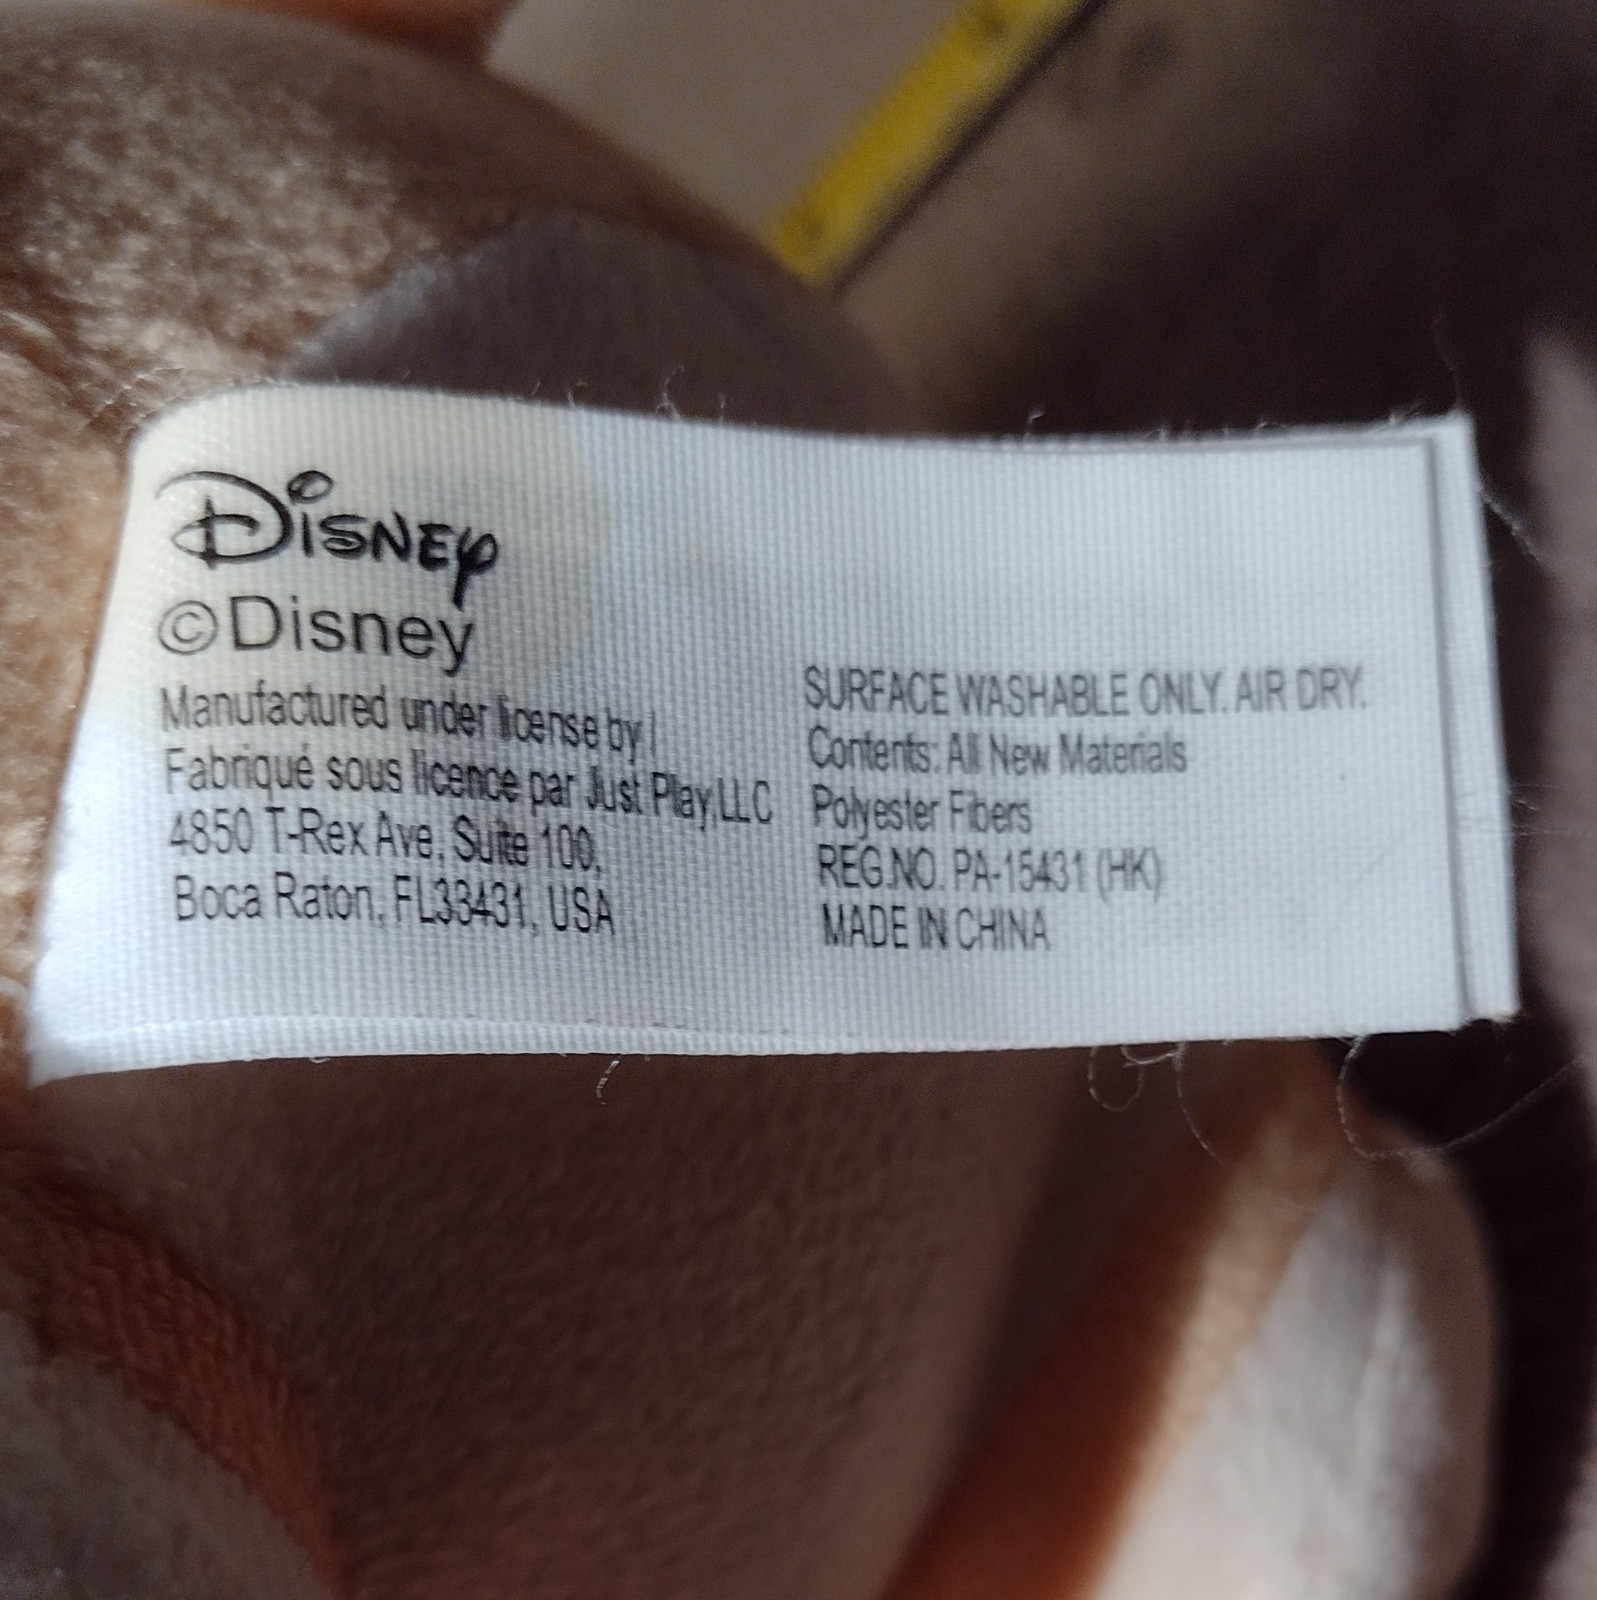 Disney
©Disney
Manufactured under license by |
Fabriqué sous licence par Just Play,LLC
4850 T-Rex Ave, Suite 100,
Boca Raton, FL33431, USA
SURFACE WASHABLE ONLY. AIR DRY.
Contents: All New Materials
Polyester Fibers
REG.NO. PA-15431 (HK)
MADE IN CHINA